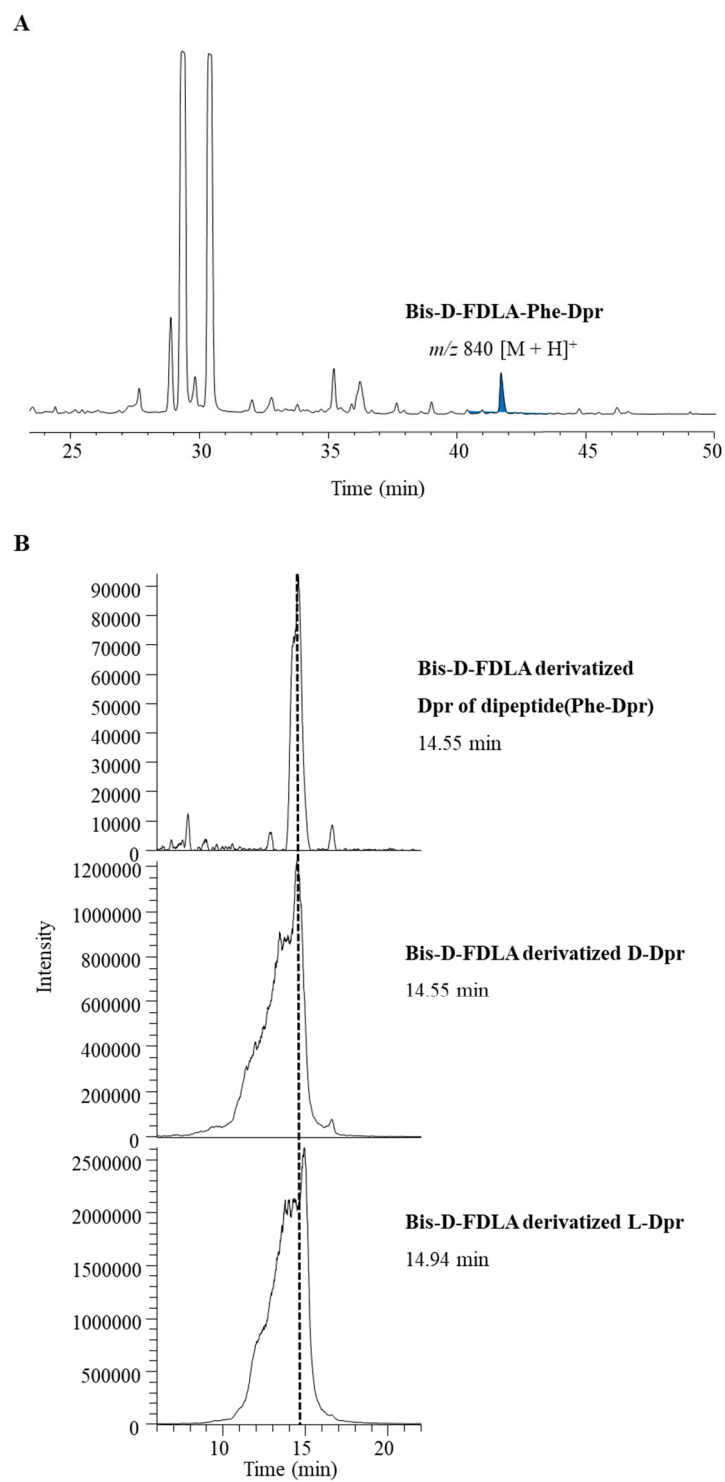 A
Bis-D-FDLA-Phe-Dpr
m/z 840 [M + H]+
25 30 35 40 45 50
Time (min)
B
90000
80000
70000
60000
50000
40000
30000
20000
10000
0
Bis-D-FDLA derivatized
Dpr of dipeptide(Phe-Dpr)
14.55 min
1200000
1000000
800000
600000
400000
200000
0
Intensity
Bis-D-FDLA derivatized D-Dpr
14.55 min
2500000
2000000
1500000
1000000
500000
0
Bis-D-FDLA derivatized L-Dpr
14.94 min
10 15 20
Time (min)